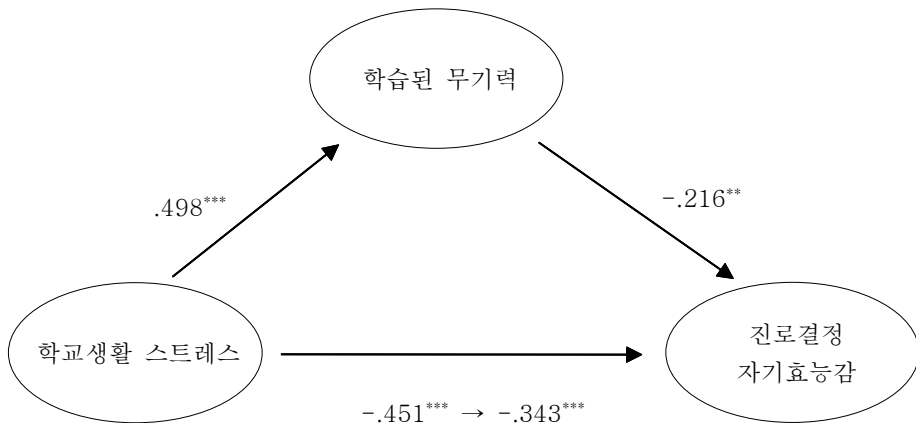 학습된 무기력
.498***
-.216**
학교생활 스트레스
진로결정
자기효능감
-.451*** → -.343***